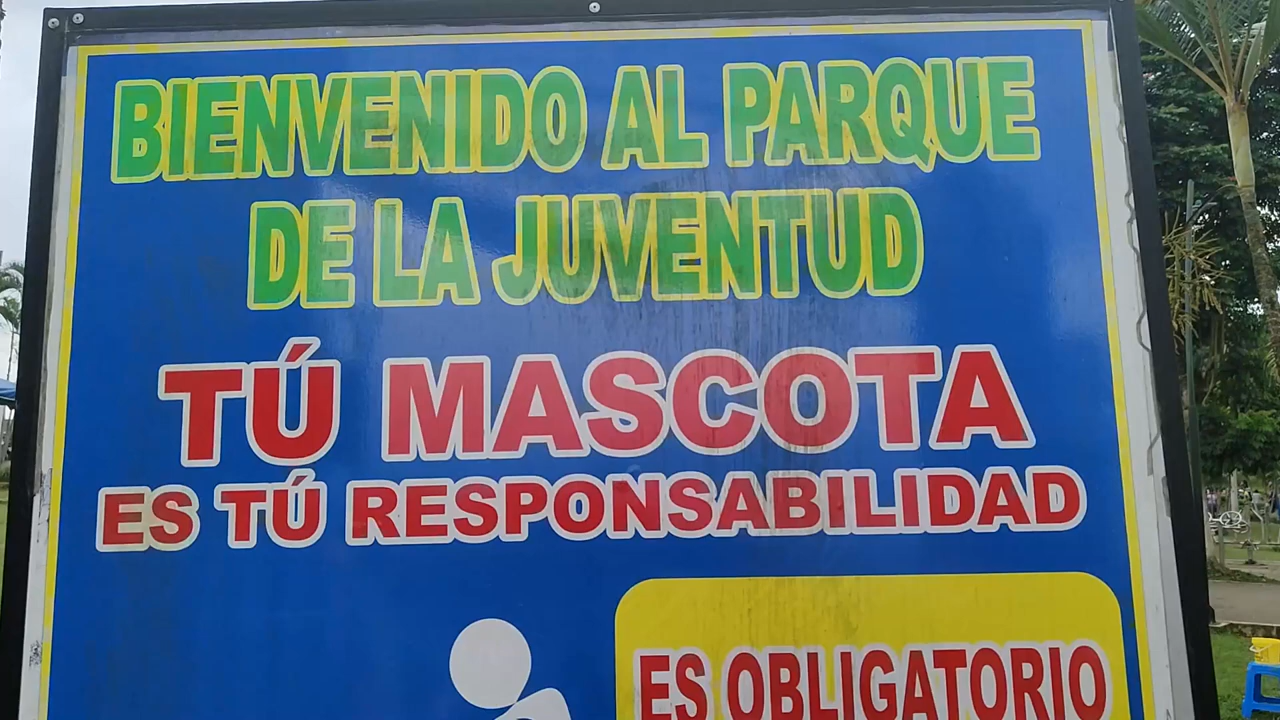 BIENVENIDO AL PARQUE
DE LA JUVENTUD
TÚ MASCOTA
ES TÚ RESPONSABILIDAD
ES OBLIGATORIO